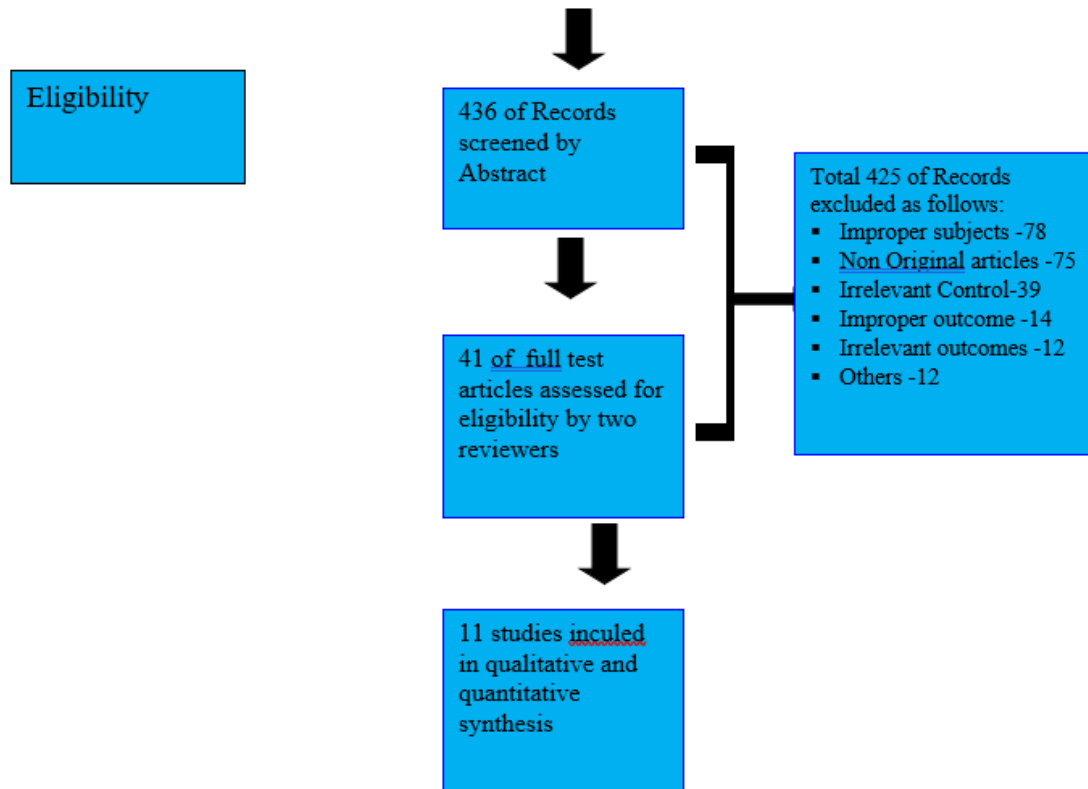 Eligibility
436 of Records
screened by
Abstract
Total 425 of Records
excluded as follows:
▪ Improper subjects -78
▪ Non Original articles -75
▪ Irrelevant Control-39
▪ Improper outcome -14
▪ Irrelevant outcomes -12
▪ Others -12
41 of full test
articles assessed for
eligibility by two
reviewers
11 studies inculed
in qualitative and
quantitative
synthesis